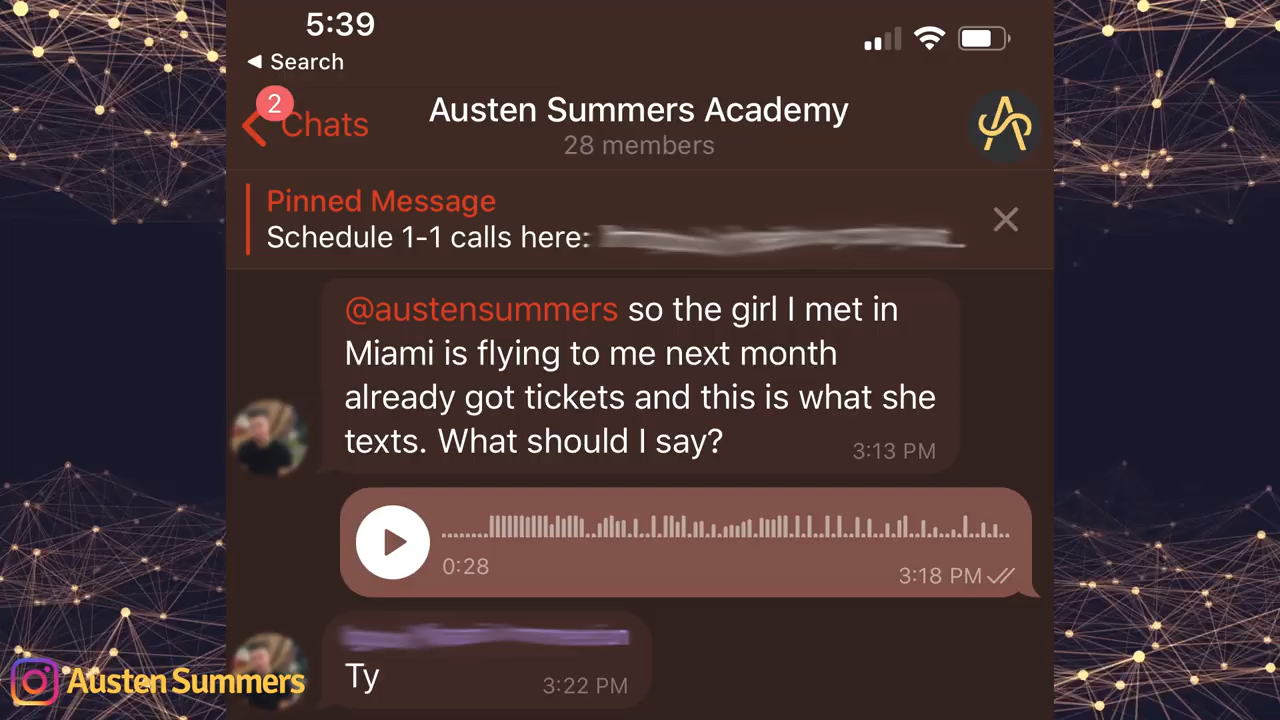 5:39
Search
2
Chats
Austen Summers Academy
28 members
Pinned Message
Schedule 1-1 calls here:
@austensummers so the girl I met in
Miami is flying to me next month
already got tickets and this is what she
texts. What should I say?
3:13 PM
0:28
3:18 PM
Ty
3:22 PM
Austen Summers